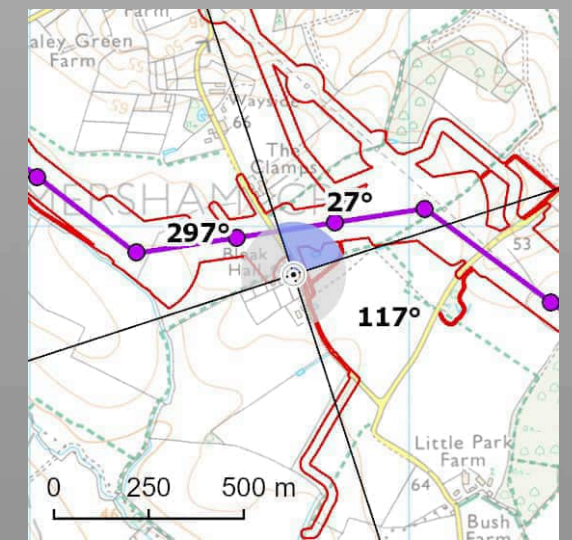 Farm
aley Green
Farm
Wayside
66
The
Clamps
MERSHAM C
27°
297°
Bleak
Hall
53
117°
Little Park
Farm
64
Bush
Farm
0 250 500 m